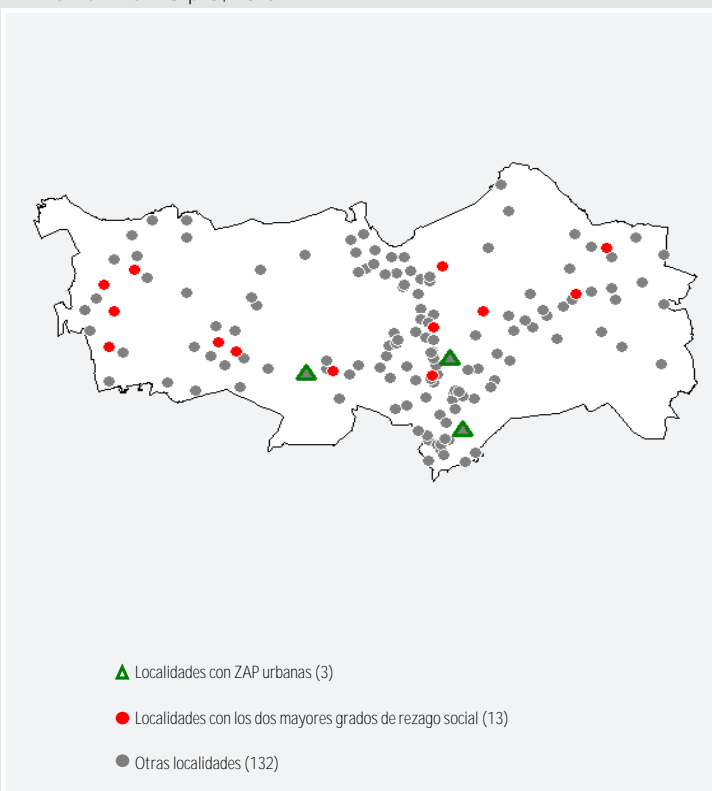 Localidades con ZAP urbanas (3)
Localidades con los dos mayores grados de rezago social (13)
Otras localidades (132)